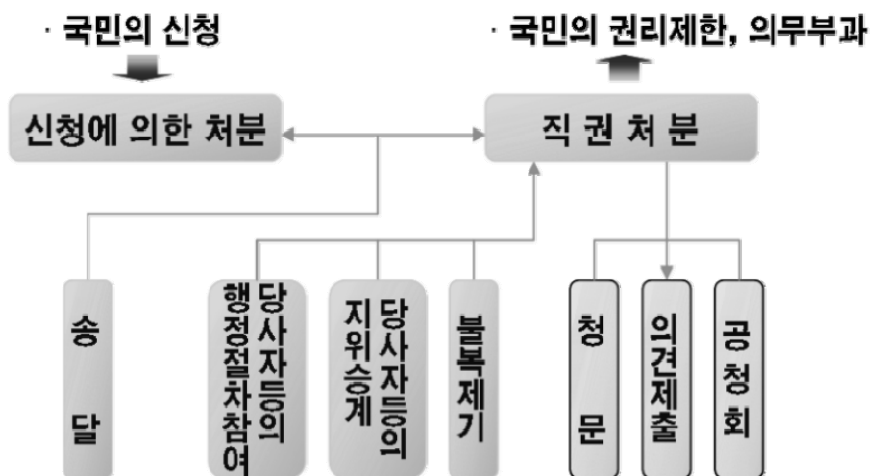 · 국민의 신청
· 국민의 권리제한, 의무부과
신청에 의한 처분
직 권 처 분
송 달
당사자등의
행정절차참여
당사자등의
지위승계
불복제기
청 문
의견제출
공청회